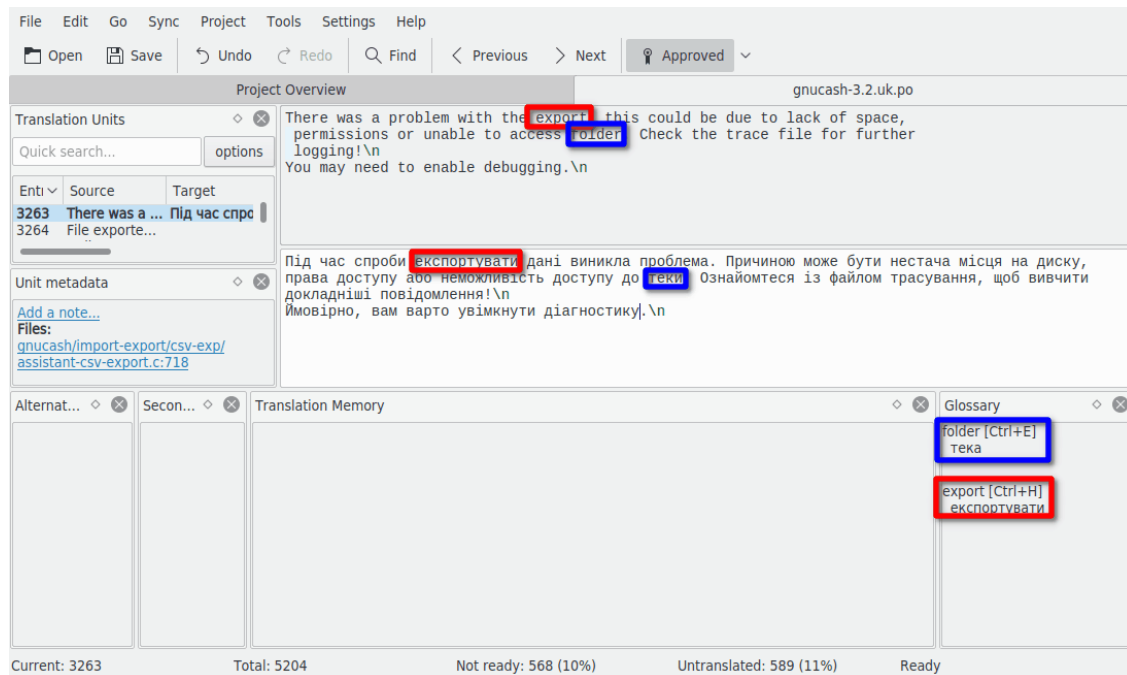 File Edit Go Sync Project Tools Settings Help
Open Save Undo Redo Find Previous Next Approved
Project Overview gnucash-3.2.uk.po
Translation Units
Quick search... options
Enti Source Target
3263 There was a ... Під час спро
3264 File exporte...
Unit metadata
Add a note...
Files:
gnucash/import-export/csv-exp/
assistant-csv-export.c:718
There was a problem with the export, this could be due to lack of space,
permissions or unable to access folder. Check the trace file for further
logging!\n
You may need to enable debugging.\n
Під час спроби експортувати дані виникла проблема. Причиною може бути нестача місця на диску,
права доступу або неможливість доступу до теки. Ознайомтеся із файлом трасування, щоб вивчити
докладніші повідомлення!\n
Ймовірно, вам варто увімкнути діагностику.\n
Alternat... Secon... Translation Memory Glossary
folder [Ctrl+E]
тека
export [Ctrl+H]
експортувати
Current: 3263 Total: 5204 Not ready: 568 (10%) Untranslated: 589 (11%) Ready